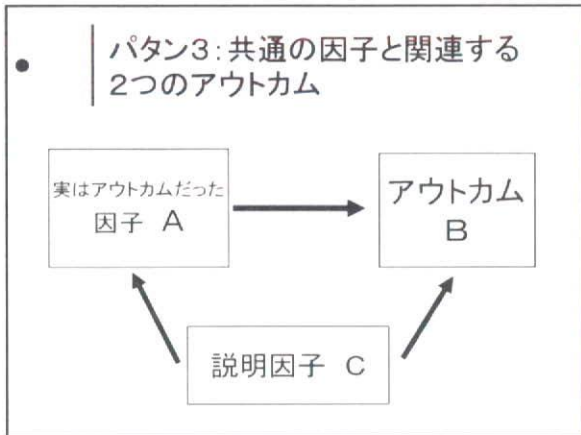 パタン3:共通の因子と関連する
2つのアウトカム
実はアウトカムだった
因子 A
アウトカム
B
説明因子 C